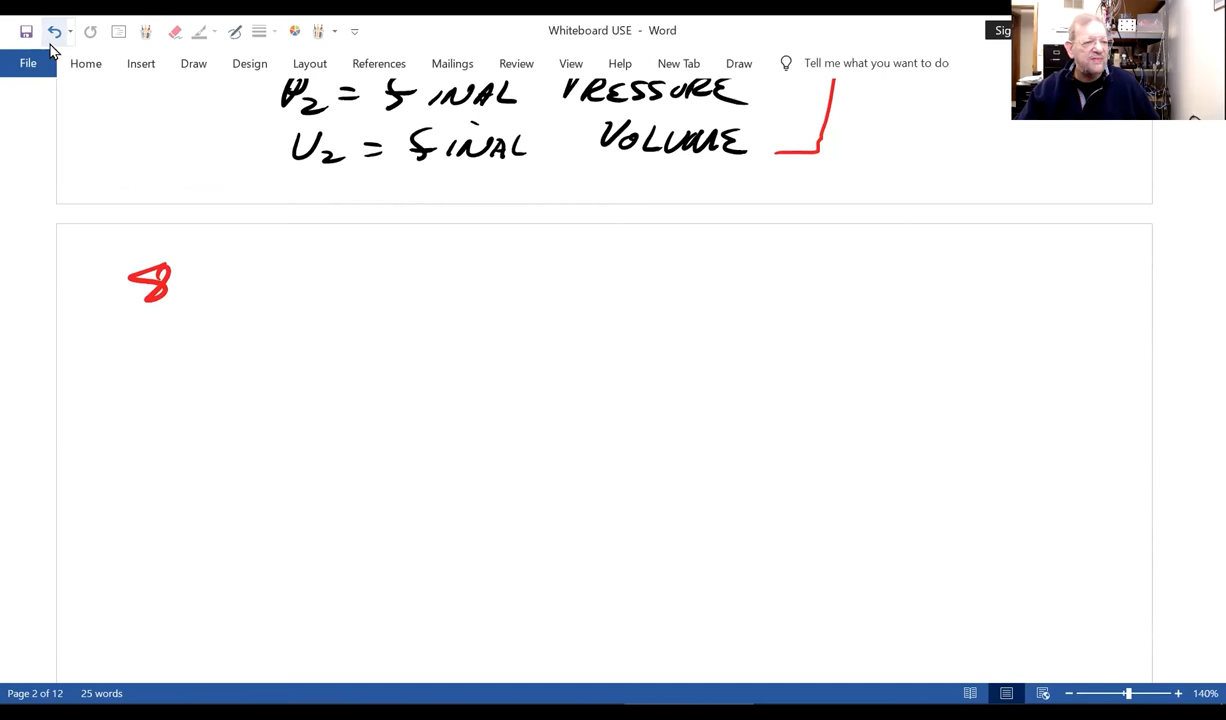 Whiteboard USE - Word
Sig
File Home Insert Draw Design Layout References Mailings Review View Help New Tab Draw Tell me what you want to do
P2 = FINAL PRESSURE
V2 = FINAL VOLUME
8
Page 2 of 12 25 words 140%